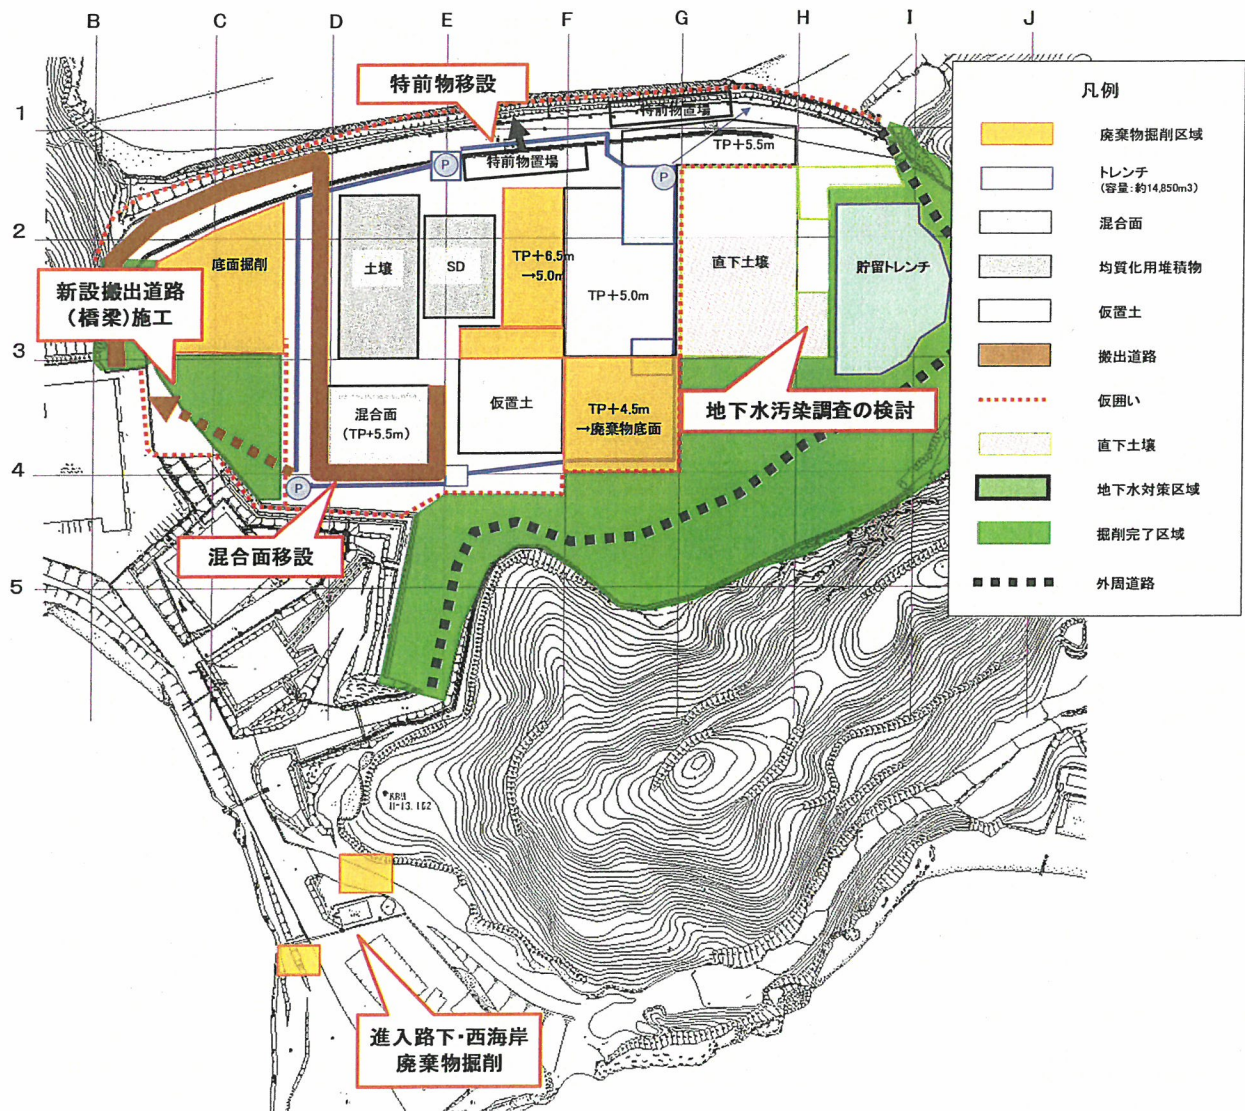 B C D E F G H I J
1
2
3
4
5
特前物移設
特前物置場
特前物置場
TP+5.5m
P
P
P
底面掘削
土壌
SD
TP+6.5m
→5.0m
TP+5.0m
直下土壌
貯留トレンチ
新設搬出道路
(橋梁)施工
混合面
(TP+5.5m)
仮置土
TP+4.5m
→廃棄物底面
地下水汚染調査の検討
混合面移設
進入路下・西海岸
廃棄物掘削
凡例
廃棄物掘削区域
トレンチ
(容量:約14,850m3)
混合面
均質化用堆積物
仮置土
搬出道路
仮囲い
直下土壌
地下水対策区域
掘削完了区域
外周道路